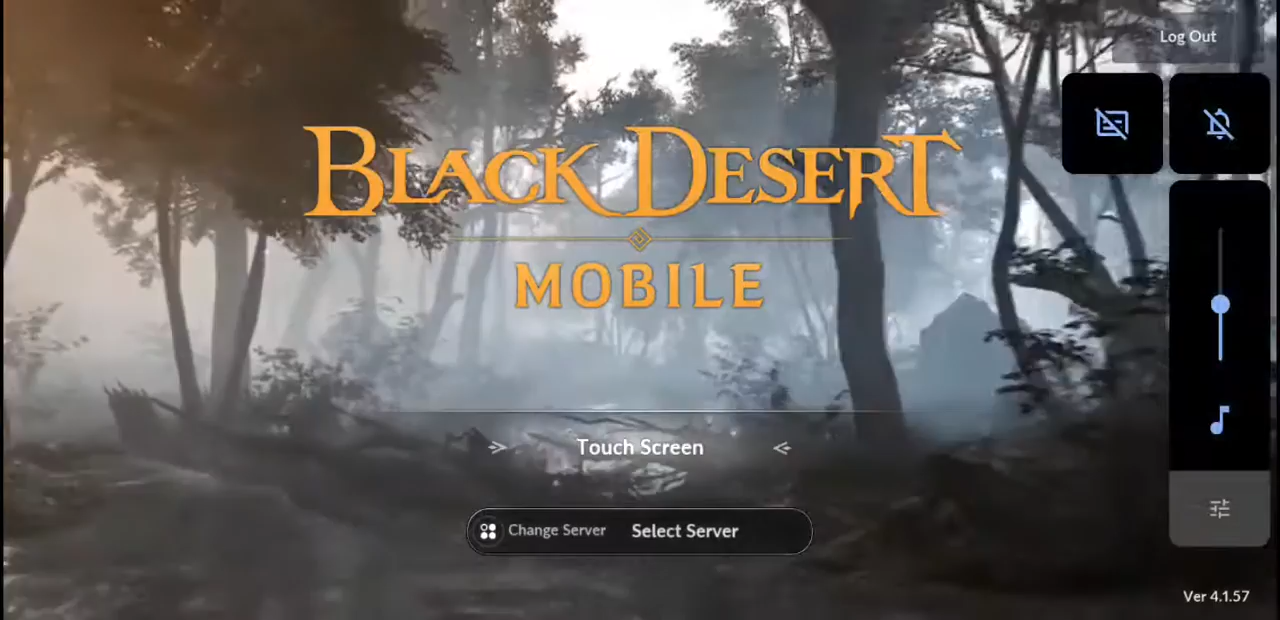 Log Out
BLACK DESERT
MOBILE
Touch Screen
Change Server Select Server
Ver 4.1.57